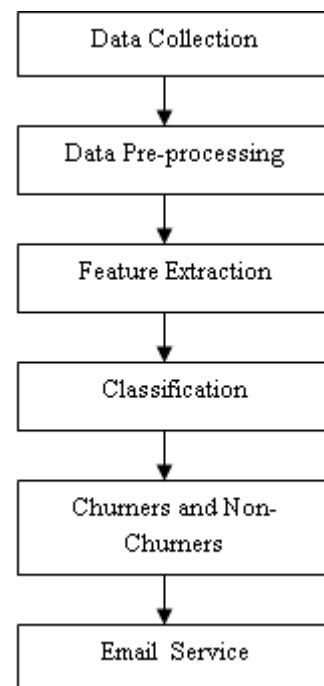 Data Collection
Data Pre-processing
Feature Extraction
Classification
Churners and Non-
Churners
Email Service